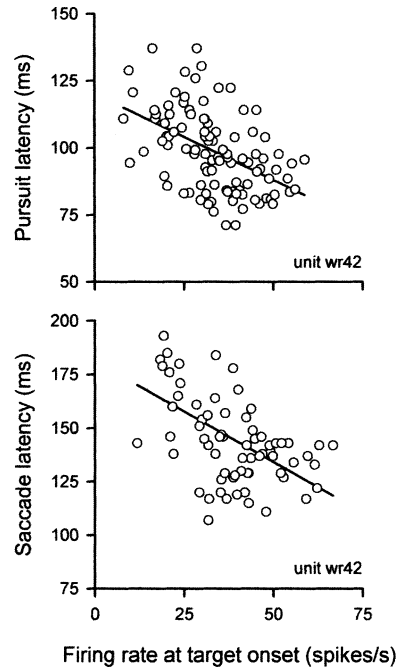 150
125
100
75
50
Pursuit latency (ms)
unit wr42
200
175
150
125
100
75
Saccade latency (ms)
unit wr42
0 25 50 75
Firing rate at target onset (spikes/s)